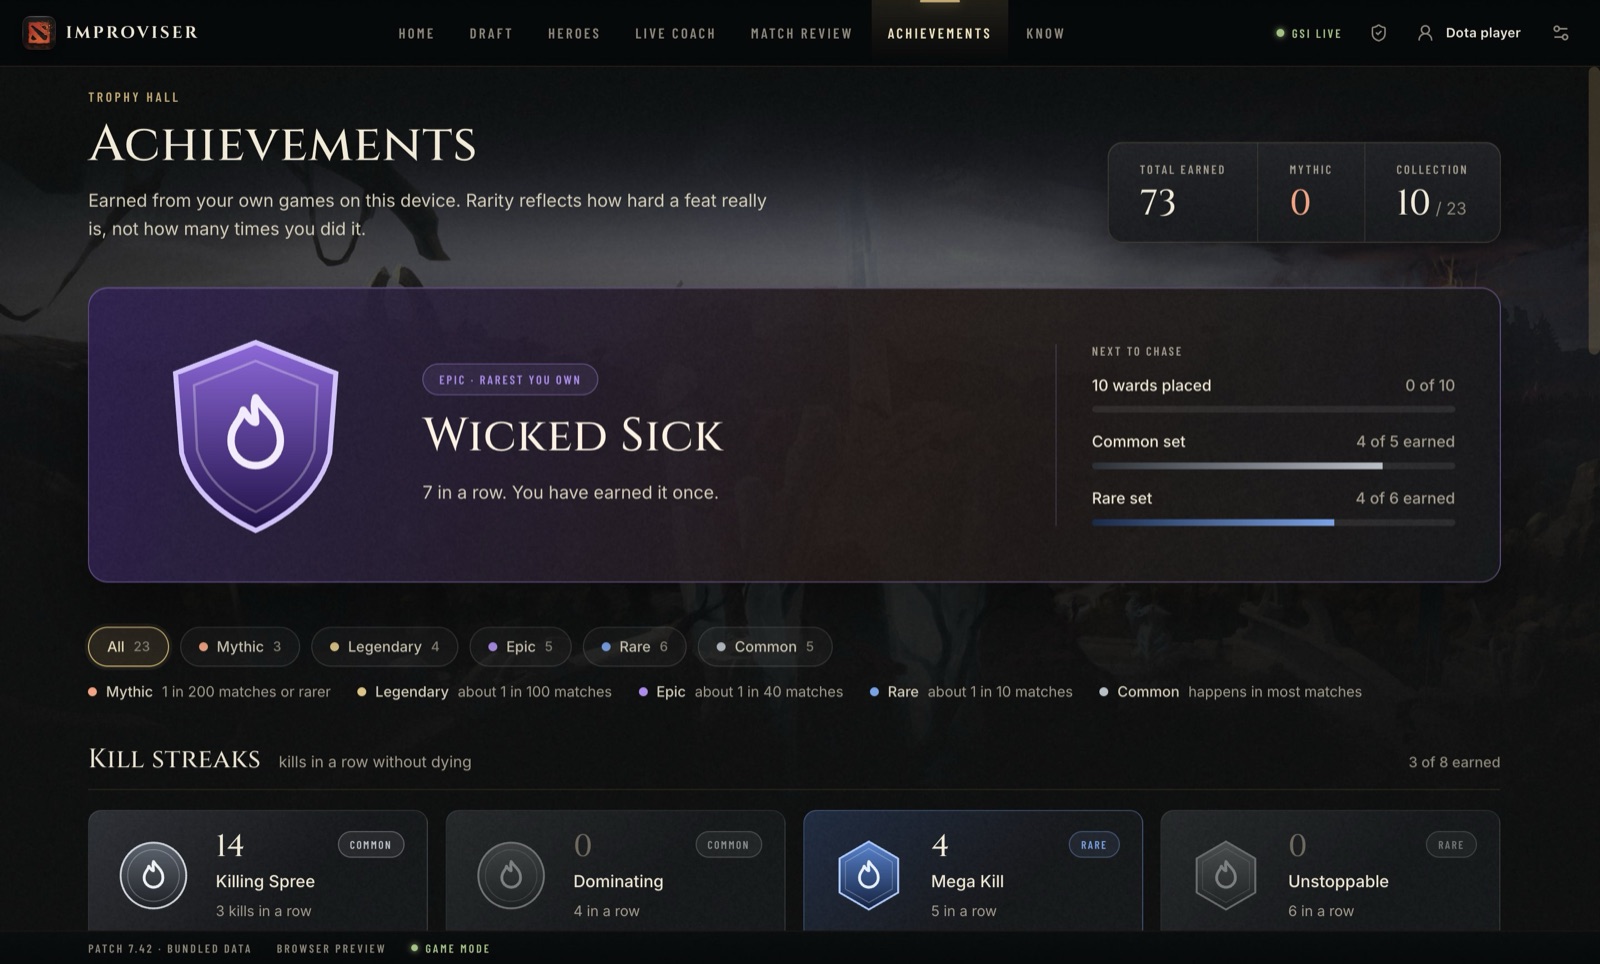 IMPROVISER
HOME
DRAFT
HEROES
LIVE COACH
MATCH REVIEW
ACHIEVEMENTS
KNOW
GSI LIVE
Dota player
TROPHY HALL
ACHIEVEMENTS
Earned from your own games on this device. Rarity reflects how hard a feat really
is, not how many times you did it.
TOTAL EARNED
73
MYTHIC
0
COLLECTION
10 / 23
EPIC · RAREST YOU OWN
WICKED SICK
7 in a row. You have earned it once.
NEXT TO CHASE
10 wards placed 0 of 10
Common set 4 of 5 earned
Rare set 4 of 6 earned
All 23
Mythic 3
Legendary 4
Epic 5
Rare 6
Common 5
Mythic 1 in 200 matches or rarer
Legendary about 1 in 100 matches
Epic about 1 in 40 matches
Rare about 1 in 10 matches
Common happens in most matches
KILL STREAKS kills in a row without dying 3 of 8 earned
14
COMMON
Killing Spree
3 kills in a row
0
COMMON
Dominating
4 in a row
4
RARE
Mega Kill
5 in a row
0
RARE
Unstoppable
6 in a row
PATCH 7.42 · BUNDLED DATA
BROWSER PREVIEW
GAME MODE